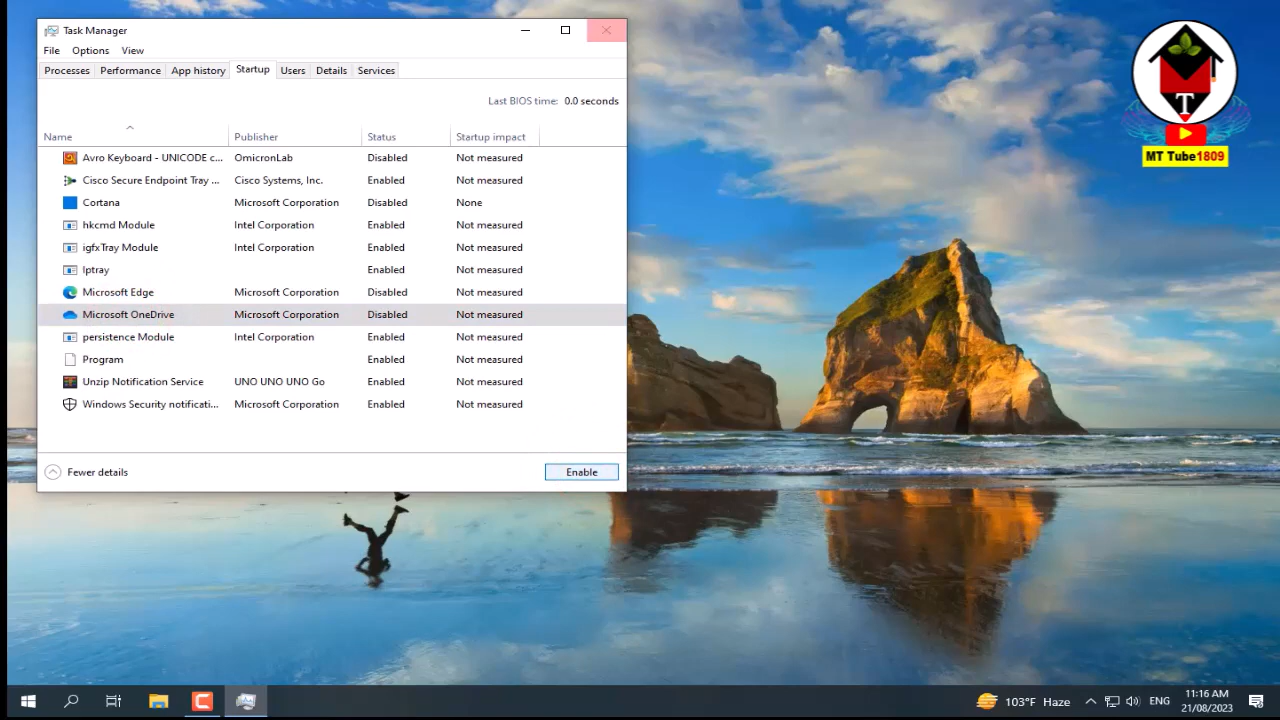 Task Manager
File Options View
Processes Performance App history Startup Users Details Services
Last BIOS time: 0.0 seconds
Name Publisher Status Startup impact
Avro Keyboard - UNICODE c... OmicronLab Disabled Not measured
Cisco Secure Endpoint Tray ... Cisco Systems, Inc. Enabled Not measured
Cortana Microsoft Corporation Disabled None
hkcmd Module Intel Corporation Enabled Not measured
igfxTray Module Intel Corporation Enabled Not measured
Iptray Enabled Not measured
Microsoft Edge Microsoft Corporation Disabled Not measured
Microsoft OneDrive Microsoft Corporation Disabled Not measured
persistence Module Intel Corporation Enabled Not measured
Program Enabled Not measured
Unzip Notification Service UNO UNO UNO Go Enabled Not measured
Windows Security notificati... Microsoft Corporation Enabled Not measured
Fewer details Enable
T
MT Tube1809
103°F Haze ENG 11:16 AM
21/08/2023